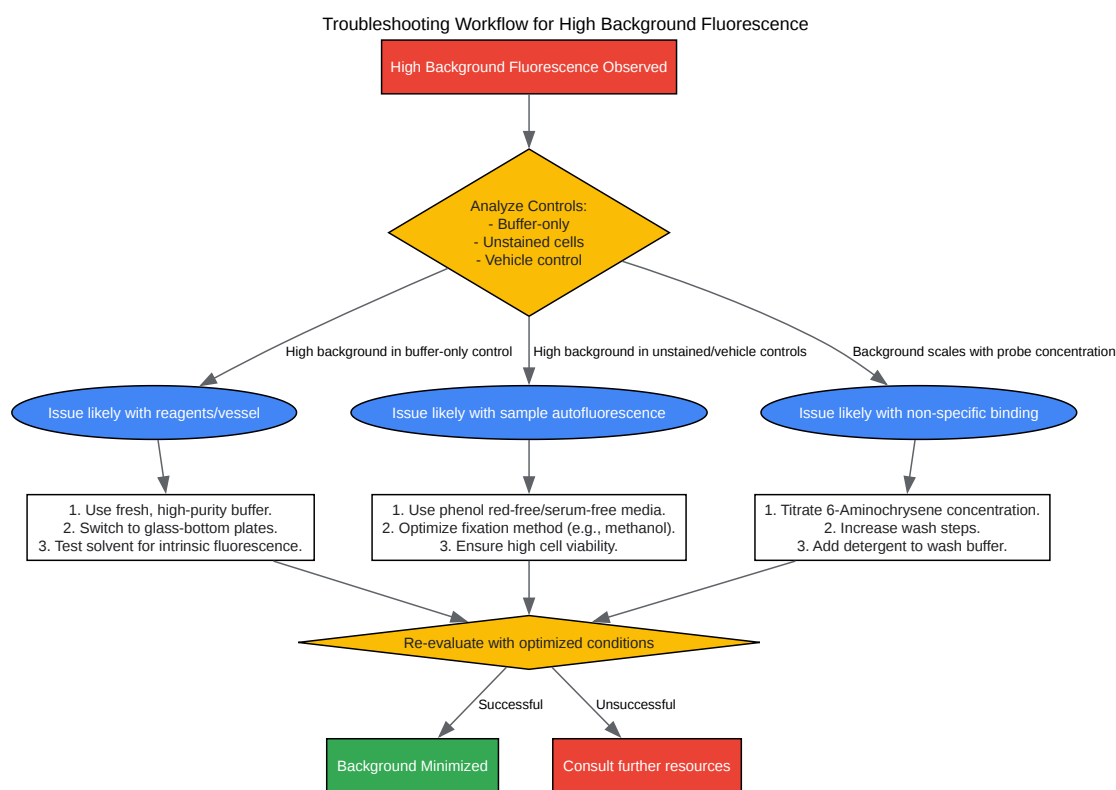 Troubleshooting Workflow for High Background Fluorescence
High Background Fluorescence Observed
Analyze Controls:
- Buffer-only
- Unstained cells
- Vehicle control
High background in buffer-only control
High background in unstained/vehicle controls
Background scales with probe concentration
Issue likely with reagents/vessel
Issue likely with sample autofluorescence
Issue likely with non-specific binding
1. Use fresh, high-purity buffer.
2. Switch to glass-bottom plates.
3. Test solvent for intrinsic fluorescence.
1. Use phenol red-free/serum-free media.
2. Optimize fixation method (e.g., methanol).
3. Ensure high cell viability.
1. Titrate 6-Aminochrysene concentration.
2. Increase wash steps.
3. Add detergent to wash buffer.
Re-evaluate with optimized conditions
Successful
Unsuccessful
Background Minimized
Consult further resources